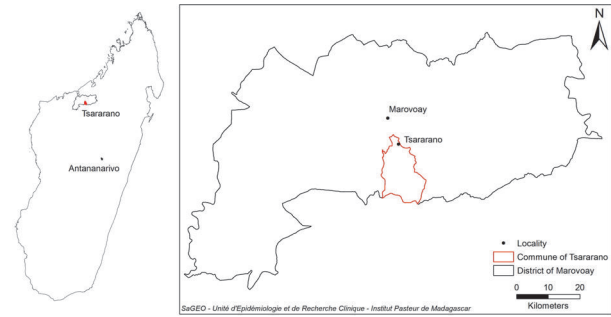 Tsararano
Antananarivo
N
Marovoay
Tsararano
Locality
Commune of Tsararano
District of Marovoay
0 10 20
Kilometers
SaGEO - Unité d'Epidémiologie et de Recherche Clinique - Institut Pasteur de Madagascar